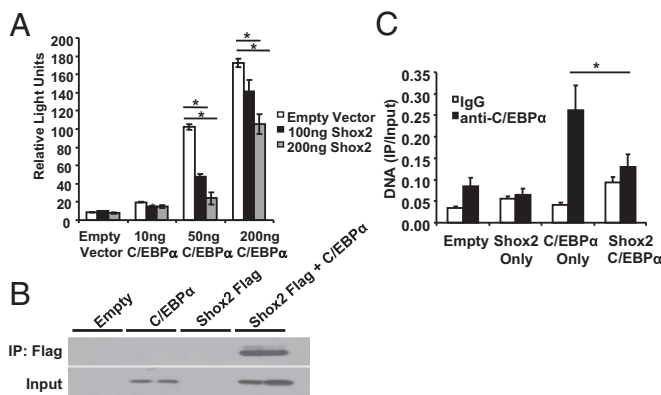 A
Relative Light Units
200
180
160
140
120
100
80
60
40
20
0
* *
* *
Empty Vector
100ng Shox2
200ng Shox2
Empty 10ng 50ng 200ng
Vector C/EBPα C/EBPα C/EBPα
B
Empty
C/EBPα
Shox2 Flag
Shox2 Flag + C/EBPα
IP: Flag
Input
C
DNA (IP/Input)
0.35
0.30
0.25
0.20
0.15
0.10
0.05
0.00
*
IgG
anti-C/EBPα
Empty Shox2 C/EBPα Shox2
Only Only C/EBPα